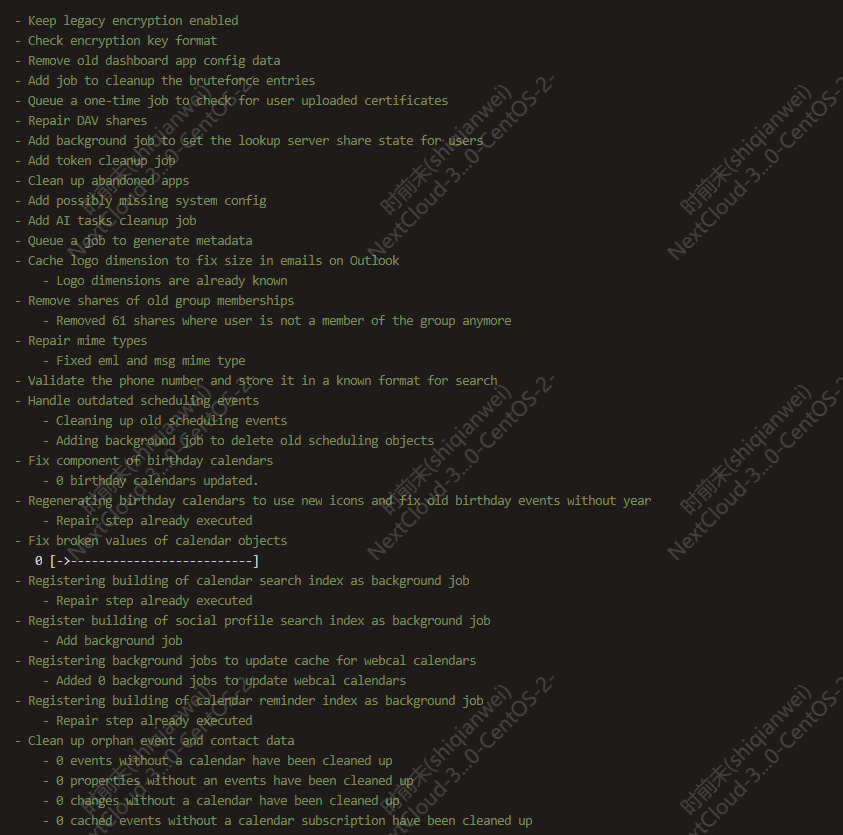 - Keep legacy encryption enabled
- Check encryption key format
- Remove old dashboard app config data
- Add job to cleanup the bruteforce entries
- Queue a one-time job to check for user uploaded certificates
- Repair DAV shares
- Add background job to set the lookup server share state for users
- Add token cleanup job
- Clean up abandoned apps
- Add possibly missing system config
- Add AI tasks cleanup job
- Queue a job to generate metadata
- Cache logo dimension to fix size in emails on Outlook
- Logo dimensions are already known
- Remove shares of old group memberships
- Removed 61 shares where user is not a member of the group anymore
- Repair mime types
- Fixed eml and msg mime type
- Validate the phone number and store it in a known format for search
- Handle outdated scheduling events
- Cleaning up old scheduling events
- Adding background job to delete old scheduling objects
- Fix component of birthday calendars
- 0 birthday calendars updated.
- Regenerating birthday calendars to use new icons and fix old birthday events without year
- Repair step already executed
- Fix broken values of calendar objects
0 [->--------------------------]
- Registering building of calendar search index as background job
- Repair step already executed
- Register building of social profile search index as background job
- Add background job
- Registering background jobs to update cache for webcal calendars
- Added 0 background jobs to update webcal calendars
- Registering building of calendar reminder index as background job
- Repair step already executed
- Clean up orphan event and contact data
- 0 events without a calendar have been cleaned up
- 0 properties without an events have been cleaned up
- 0 changes without a calendar have been cleaned up
- 0 cached events without a calendar subscription have been cleaned up
时前末(shiqianwei)
NextCloud-3...0-CentOS-2-
时前末(shiqianwei)
NextCloud-3...0-CentOS-2-
时前末(shiqianwei)
NextCloud-3...0-CentOS-2-
时前末(shiqianwei)
NextCloud-3...0-CentOS-2-
时前末(shiqianwei)
NextCloud-3...0-CentOS-2-
时前末(shiqianwei)
NextCloud-3...0-CentOS-2-
时前末(shiqianwei)
Cloud-3...0-CentOS-2-
时前末(shiqianwei)
Cloud-3...0-CentOS-2-
时前末(shiqianwei)
Cloud-3...0-CentOS-2-